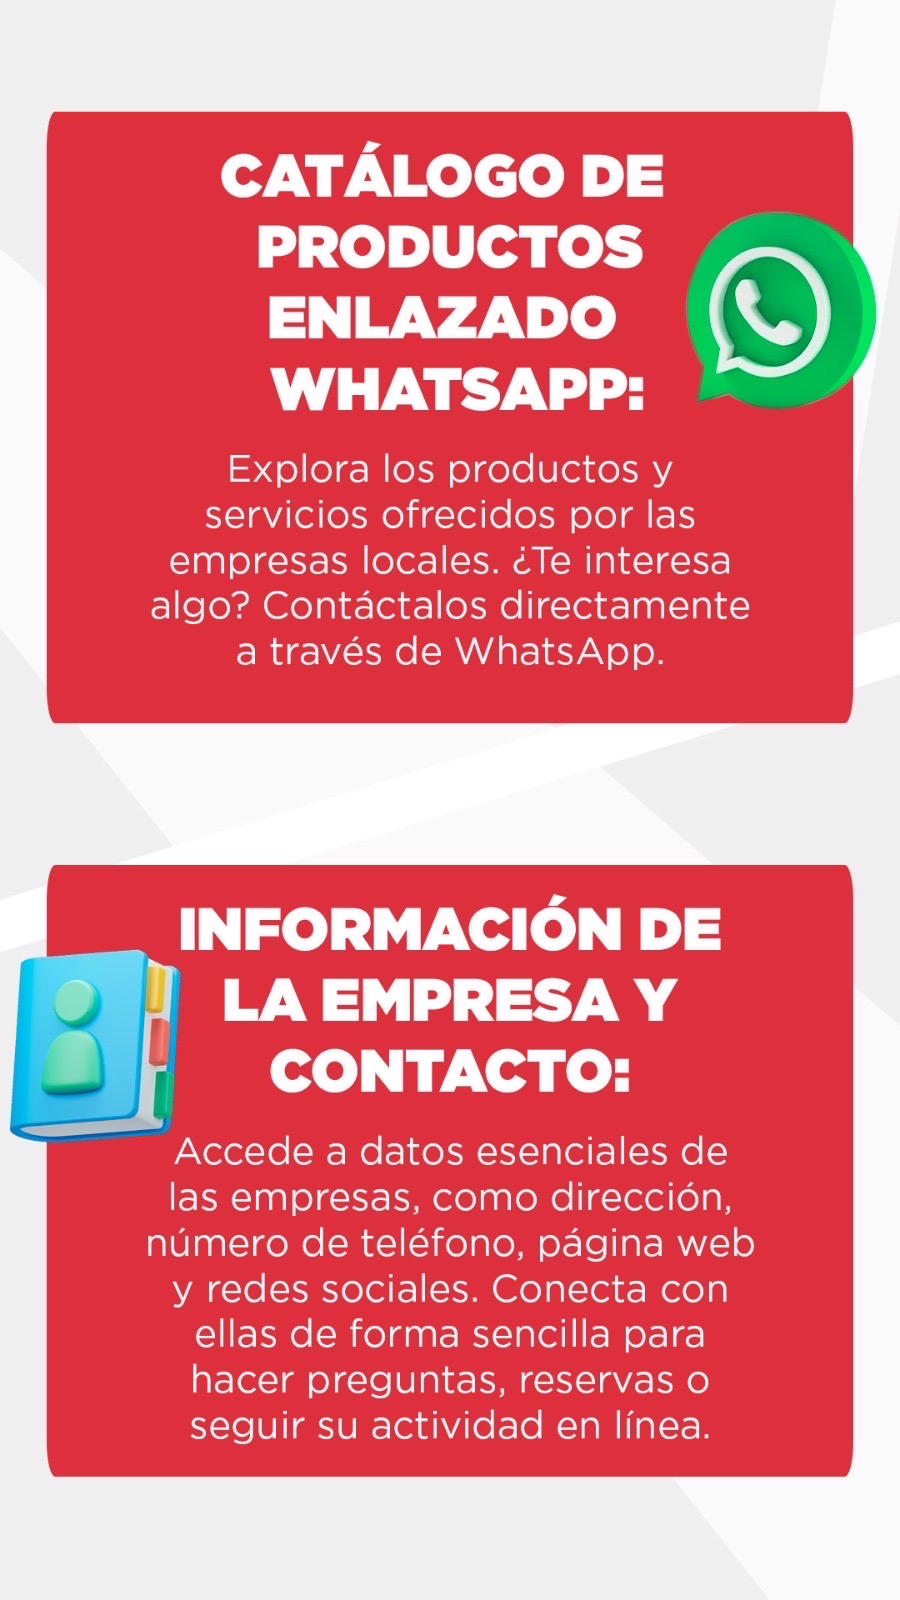 CATÁLOGO DE
PRODUCTOS
ENLAZADO
WHATSAPP:
Explora los productos y
servicios ofrecidos por las
empresas locales. ¿Te interesa
algo? Contáctalos directamente
a través de WhatsApp.
INFORMACIÓN DE
LA EMPRESA Y
CONTACTO:
Accede a datos esenciales de
las empresas, como dirección,
número de teléfono, página web
y redes sociales. Conecta con
ellas de forma sencilla para
hacer preguntas, reservas o
seguir su actividad en línea.